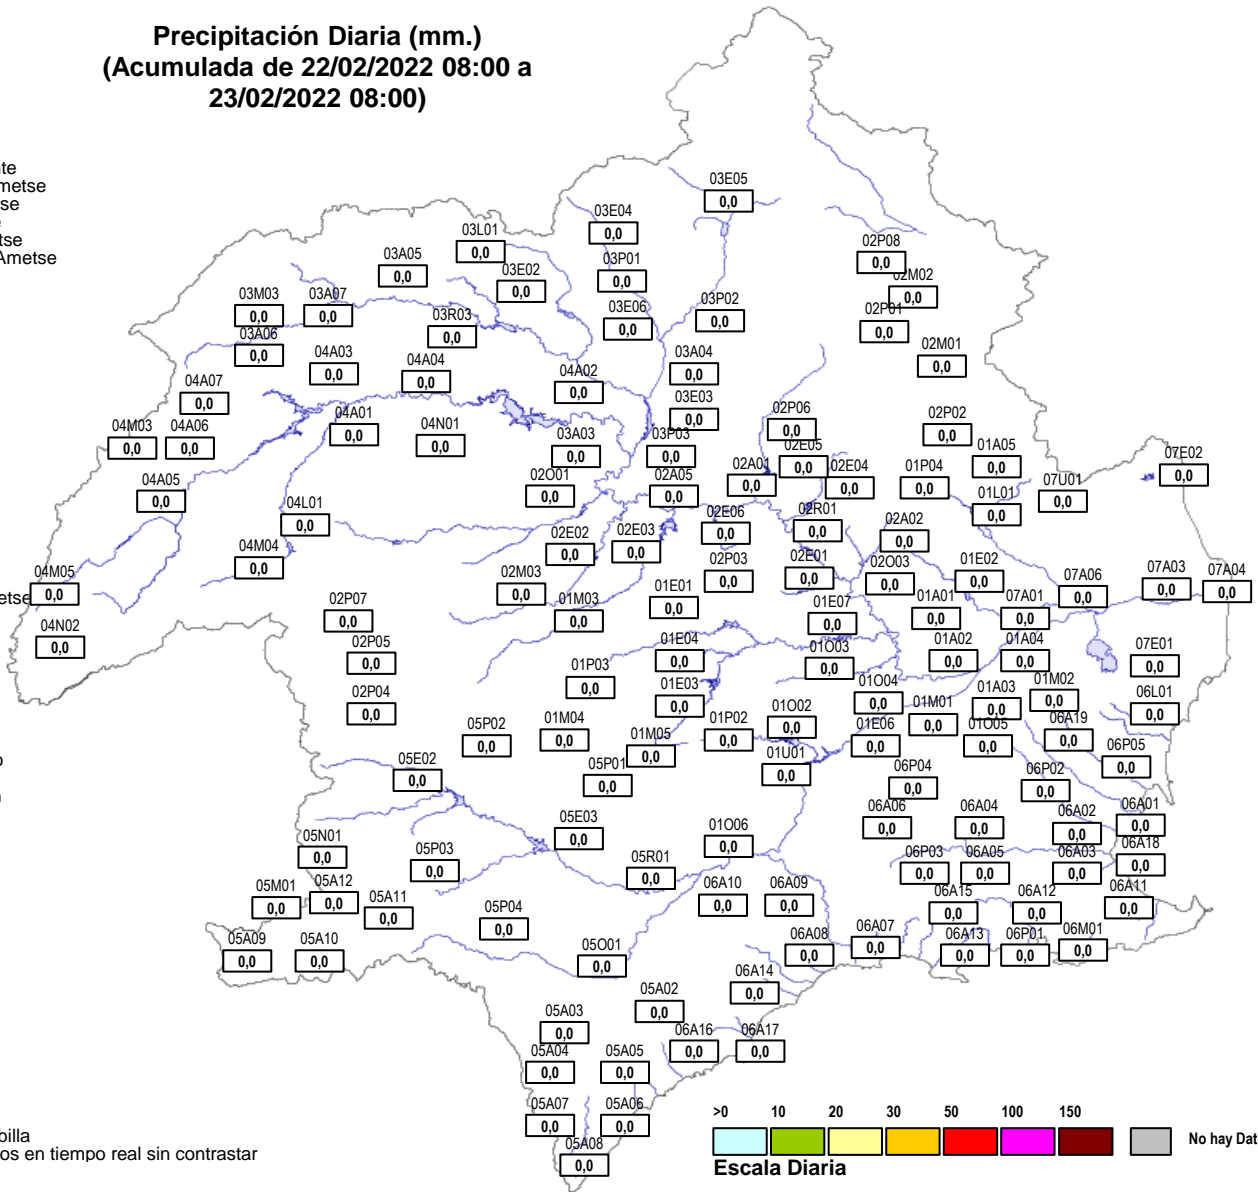 Precipitación Diaria (mm.)
(Acumulada de 22/02/2022 08:00 a
23/02/2022 08:00)
nte
metse
se
e
tse
Ametse
03E05
0,0
03E04
0,0
03L01
0,0
02P08
0,0
03A05
0,0
03P01
0,0
03E02
0,0
02M02
0,0
03M03
0,0
03A07
0,0
03P02
0,0
03E06
0,0
02P01
0,0
03R03
0,0
03A06
0,0
02M01
0,0
04A03
0,0
03A04
0,0
04A04
0,0
04A02
0,0
04A07
0,0
03E03
0,0
02P06
0,0
04A01
0,0
02P02
0,0
04M03
0,0
04A06
0,0
04N01
0,0
03A03
0,0
03P03
0,0
02E05
0,0
01A05
0,0
07E02
0,0
02A01
0,0
02E04
0,0
01P04
0,0
04A05
0,0
02O01
0,0
02A05
0,0
07U01
0,0
01L01
0,0
04L01
0,0
02R01
0,0
02E06
0,0
02A02
0,0
02E02
0,0
02E03
0,0
04M04
0,0
02P03
0,0
02E01
0,0
02O03
0,0
01E02
0,0
04M05
0,0
etse
02M03
0,0
07A06
0,0
07A03
0,0
07A04
0,0
01E01
0,0
02P07
0,0
01M03
0,0
01E07
0,0
01A01
0,0
07A01
0,0
04N02
0,0
02P05
0,0
01E04
0,0
01O03
0,0
01A02
0,0
01A04
0,0
07E01
0,0
01P03
0,0
02P04
0,0
01E03
0,0
01O04
0,0
01A03
0,0
01M02
0,0
06L01
0,0
05P02
0,0
01M04
0,0
01P02
0,0
01O02
0,0
01M01
0,0
01E06
0,0
01O05
0,0
06A19
0,0
01M05
0,0
06P05
0,0
o
05E02
0,0
05P01
0,0
01U01
0,0
06P04
0,0
06P02
0,0
05E03
0,0
01O06
0,0
06A06
0,0
06A04
0,0
06A02
0,0
06A01
0,0
05N01
0,0
05P03
0,0
05R01
0,0
06P03
0,0
06A05
0,0
06A03
0,0
06A18
0,0
05M01
0,0
05A12
0,0
05A11
0,0
06A10
0,0
06A09
0,0
06A15
0,0
06A12
0,0
06A11
0,0
05P04
0,0
05A09
0,0
05A10
0,0
05O01
0,0
06A08
0,0
06A07
0,0
06A13
0,0
06P01
0,0
06M01
0,0
06A14
0,0
05A02
0,0
05A03
0,0
06A16
0,0
06A17
0,0
05A04
0,0
05A05
0,0
05A07
0,0
05A06
0,0
05A08
0,0
billa
os en tiempo real sin contrastar
>0 10 20 30 50 100 150
No hay Dat
Escala Diaria